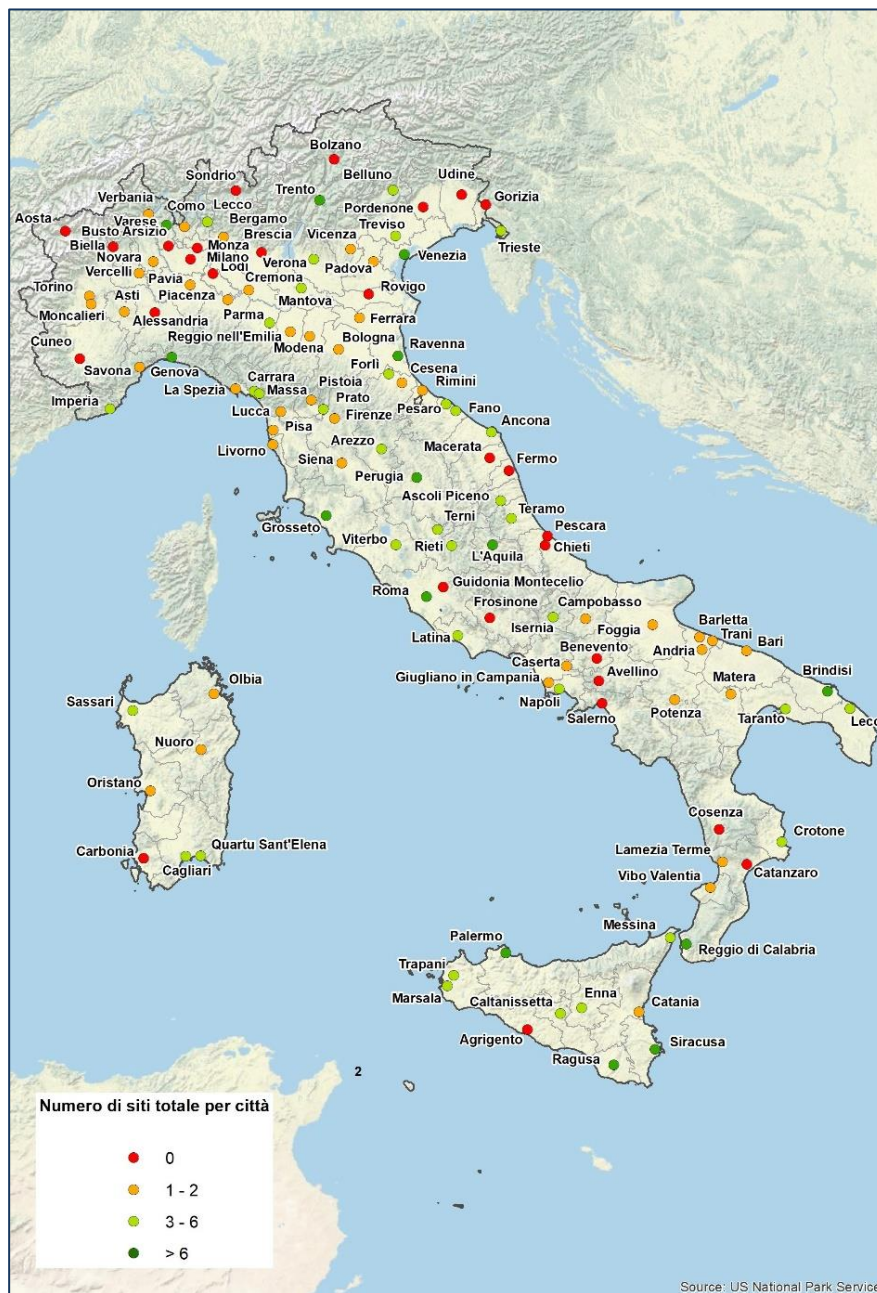 Bolzano
Sondrio
Belluno
Udine
Verbania
Lecco
Trento
Gorizia
Como
Pordenone
Aosta
Varese
Bergamo
Treviso
Busto Arsizio
Brescia
Vicenza
Trieste
Biella
Monza
Novara
Milano
Verona
Venezia
Vercelli
Lodi
Padova
Torino
Pavia
Cremona
Rovigo
Asti
Piacenza
Mantova
Moncalieri
Parma
Ferrara
Alessandria
Cuneo
Reggio nell'Emilia
Bologna
Ravenna
Modena
Savona
Genova
Forlì
Cesena
La Spezia
Carrara
Pistoia
Rimini
Imperia
Massa
Prato
Pesaro
Fano
Lucca
Firenze
Ancona
Pisa
Arezzo
Macerata
Livorno
Siena
Fermo
Perugia
Ascoli Piceno
Teramo
Grosseto
Terni
Pescara
Viterbo
Rieti
Chieti
L'Aquila
Guidonia Montecelio
Roma
Frosinone
Campobasso
Isernia
Foggia
Barletta
Latina
Trani
Benevento
Andria
Bari
Caserta
Avellino
Giugliano in Campania
Matera
Brindisi
Olbia
Napoli
Sassari
Salerno
Potenza
Taranto
Lecc
Nuoro
Oristano
Cosenza
Crotone
Carbonia
Quartu Sant'Elena
Lamezia Terme
Cagliari
Vibo Valentia
Catanzaro
Messina
Palermo
Reggio di Calabria
Trapani
Marsala
Caltanissetta
Enna
Catania
Agrigento
Siracusa
Ragusa
2
Numero di siti totale per città
0
1 - 2
3 - 6
> 6
Source: US National Park Service